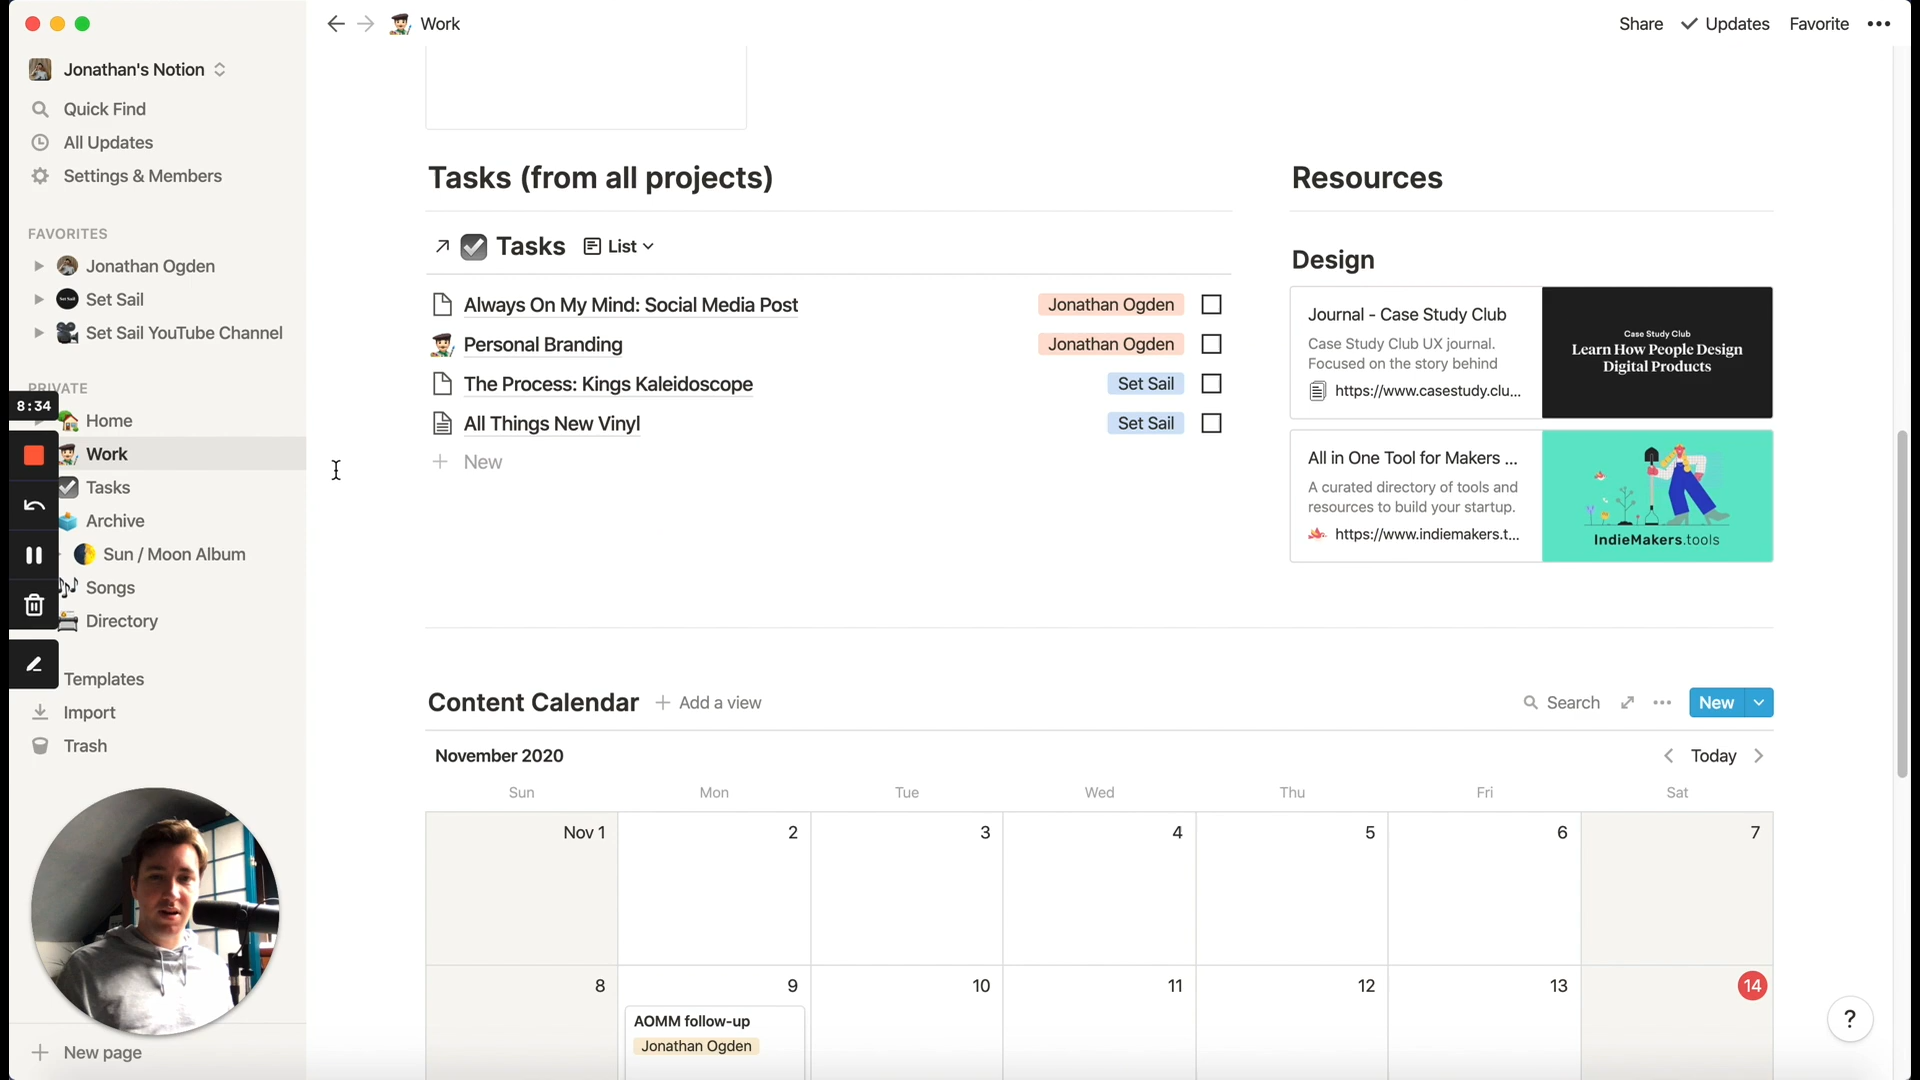 Work
Share
Updates
Favorite
Jonathan's Notion
Quick Find
All Updates
Settings & Members
FAVORITES
Jonathan Ogden
Set Sail
Set Sail YouTube Channel
PRIVATE
8:34
Home
Work
Tasks
Archive
Sun / Moon Album
Songs
Directory
Templates
Import
Trash
New page
Tasks (from all projects)
Tasks
List
Always On My Mind: Social Media Post
Jonathan Ogden
Personal Branding
Jonathan Ogden
The Process: Kings Kaleidoscope
Set Sail
All Things New Vinyl
Set Sail
New
Resources
Design
Journal - Case Study Club
Case Study Club UX journal.
Focused on the story behind
https://www.casestudy.clu...
Case Study Club
Learn How People Design
Digital Products
All in One Tool for Makers ...
A curated directory of tools and
resources to build your startup.
https://www.indiemakers.t...
IndieMakers.tools
Content Calendar
Add a view
Search
New
November 2020
Today
Sun Mon Tue Wed Thu Fri Sat
Nov 1 2 3 4 5 6 7
8 9 10 11 12 13 14
AOMM follow-up
Jonathan Ogden
?